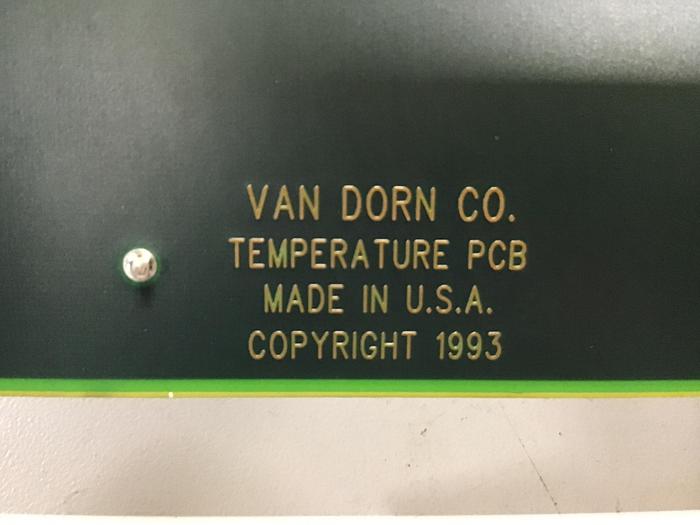 VAN DORN CO.
TEMPERATURE PCB
MADE IN U.S.A.
COPYRIGHT 1993